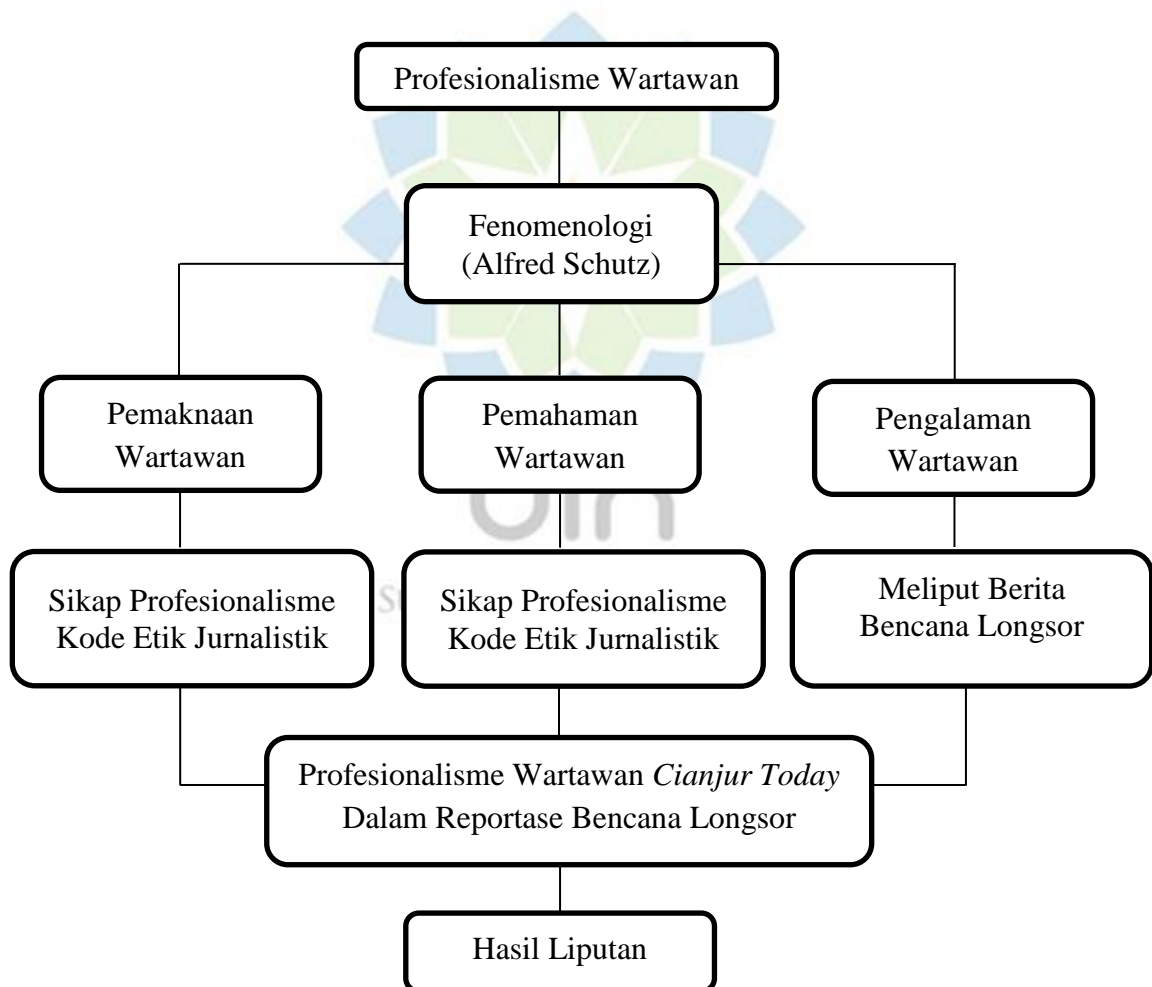 Profesionalisme Wartawan
Fenomenologi
(Alfred Schutz)
Pemaknaan
Wartawan
Pemahaman
Wartawan
Pengalaman
Wartawan
uin
Sikap Profesionalisme
Kode Etik Jurnalistik
Sikap Profesionalisme
Kode Etik Jurnalistik
Meliput Berita
Bencana Longsor
Profesionalisme Wartawan Cianjur Today
Dalam Reportase Bencana Longsor
Hasil Liputan